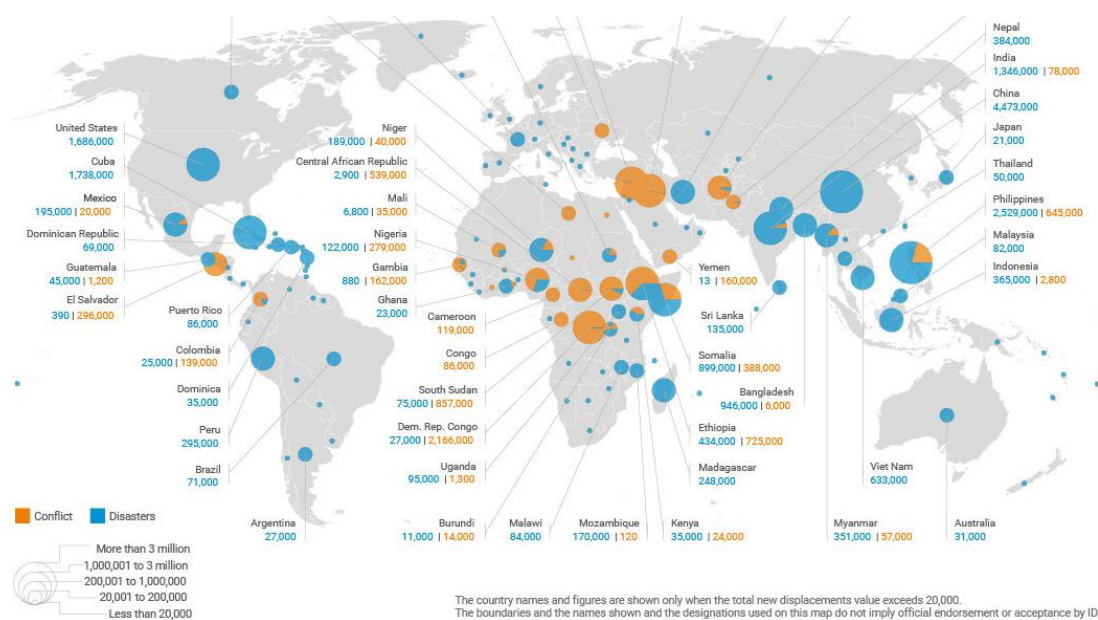 United States
1,686,000
Cuba
1,738,000
Mexico
195,000 | 20,000
Dominican Republic
69,000
Guatemala
45,000 | 1,200
El Salvador
390 | 296,000
Puerto Rico
86,000
Colombia
25,000 | 139,000
Dominica
35,000
Peru
295,000
Brazil
71,000
Argentina
27,000
Niger
189,000 | 40,000
Central African Republic
2,900 | 539,000
Mali
6,800 | 35,000
Nigeria
122,000 | 279,000
Gambia
880 | 162,000
Ghana
23,000
Cameroon
119,000
Congo
86,000
South Sudan
75,000 | 857,000
Dem. Rep. Congo
27,000 | 2,166,000
Uganda
95,000 | 1,300
Burundi
11,000 | 14,000
Malawi
84,000
Mozambique
170,000 | 120
Kenya
35,000 | 24,000
Yemen
13 | 160,000
Sri Lanka
135,000
Somalia
899,000 | 388,000
Bangladesh
946,000 | 6,000
Ethiopia
434,000 | 725,000
Madagascar
248,000
Nepal
384,000
India
1,346,000 | 78,000
China
4,473,000
Japan
21,000
Thailand
50,000
Philippines
2,529,000 | 645,000
Malaysia
82,000
Indonesia
365,000 | 2,800
Viet Nam
633,000
Myanmar
351,000 | 57,000
Australia
31,000
Conflict Disasters
More than 3 million
1,000,001 to 3 million
200,001 to 1,000,000
20,001 to 200,000
Less than 20,000
The country names and figures are shown only when the total new displacements value exceeds 20,000.
The boundaries and the names shown and the designations used on this map do not imply official endorsement or acceptance by ID